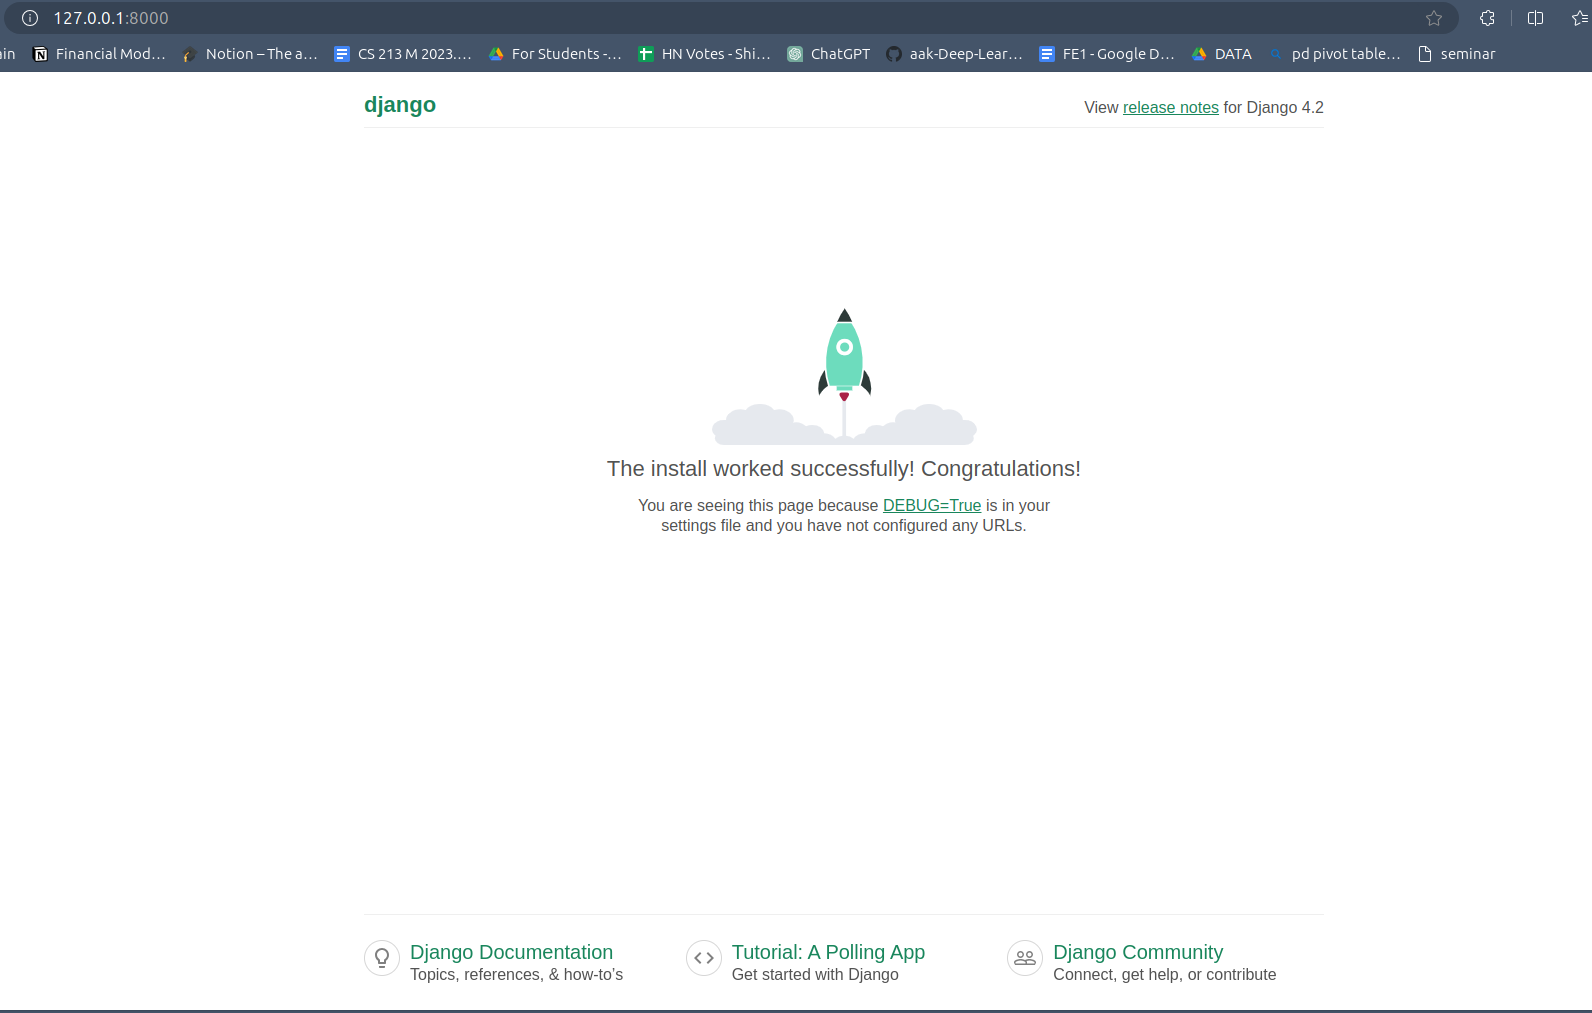 127.0.0.1:8000
ain Financial Mod... Notion – The a... CS 213 M 2023.... For Students -... HN Votes - Shi... ChatGPT aak-Deep-Lear... FE1 - Google D... DATA pd pivot table... seminar
django View release notes for Django 4.2
The install worked successfully! Congratulations!
You are seeing this page because DEBUG=True is in your
settings file and you have not configured any URLs.
Django Documentation Tutorial: A Polling App Django Community
Topics, references, & how-to’s Get started with Django Connect, get help, or contribute